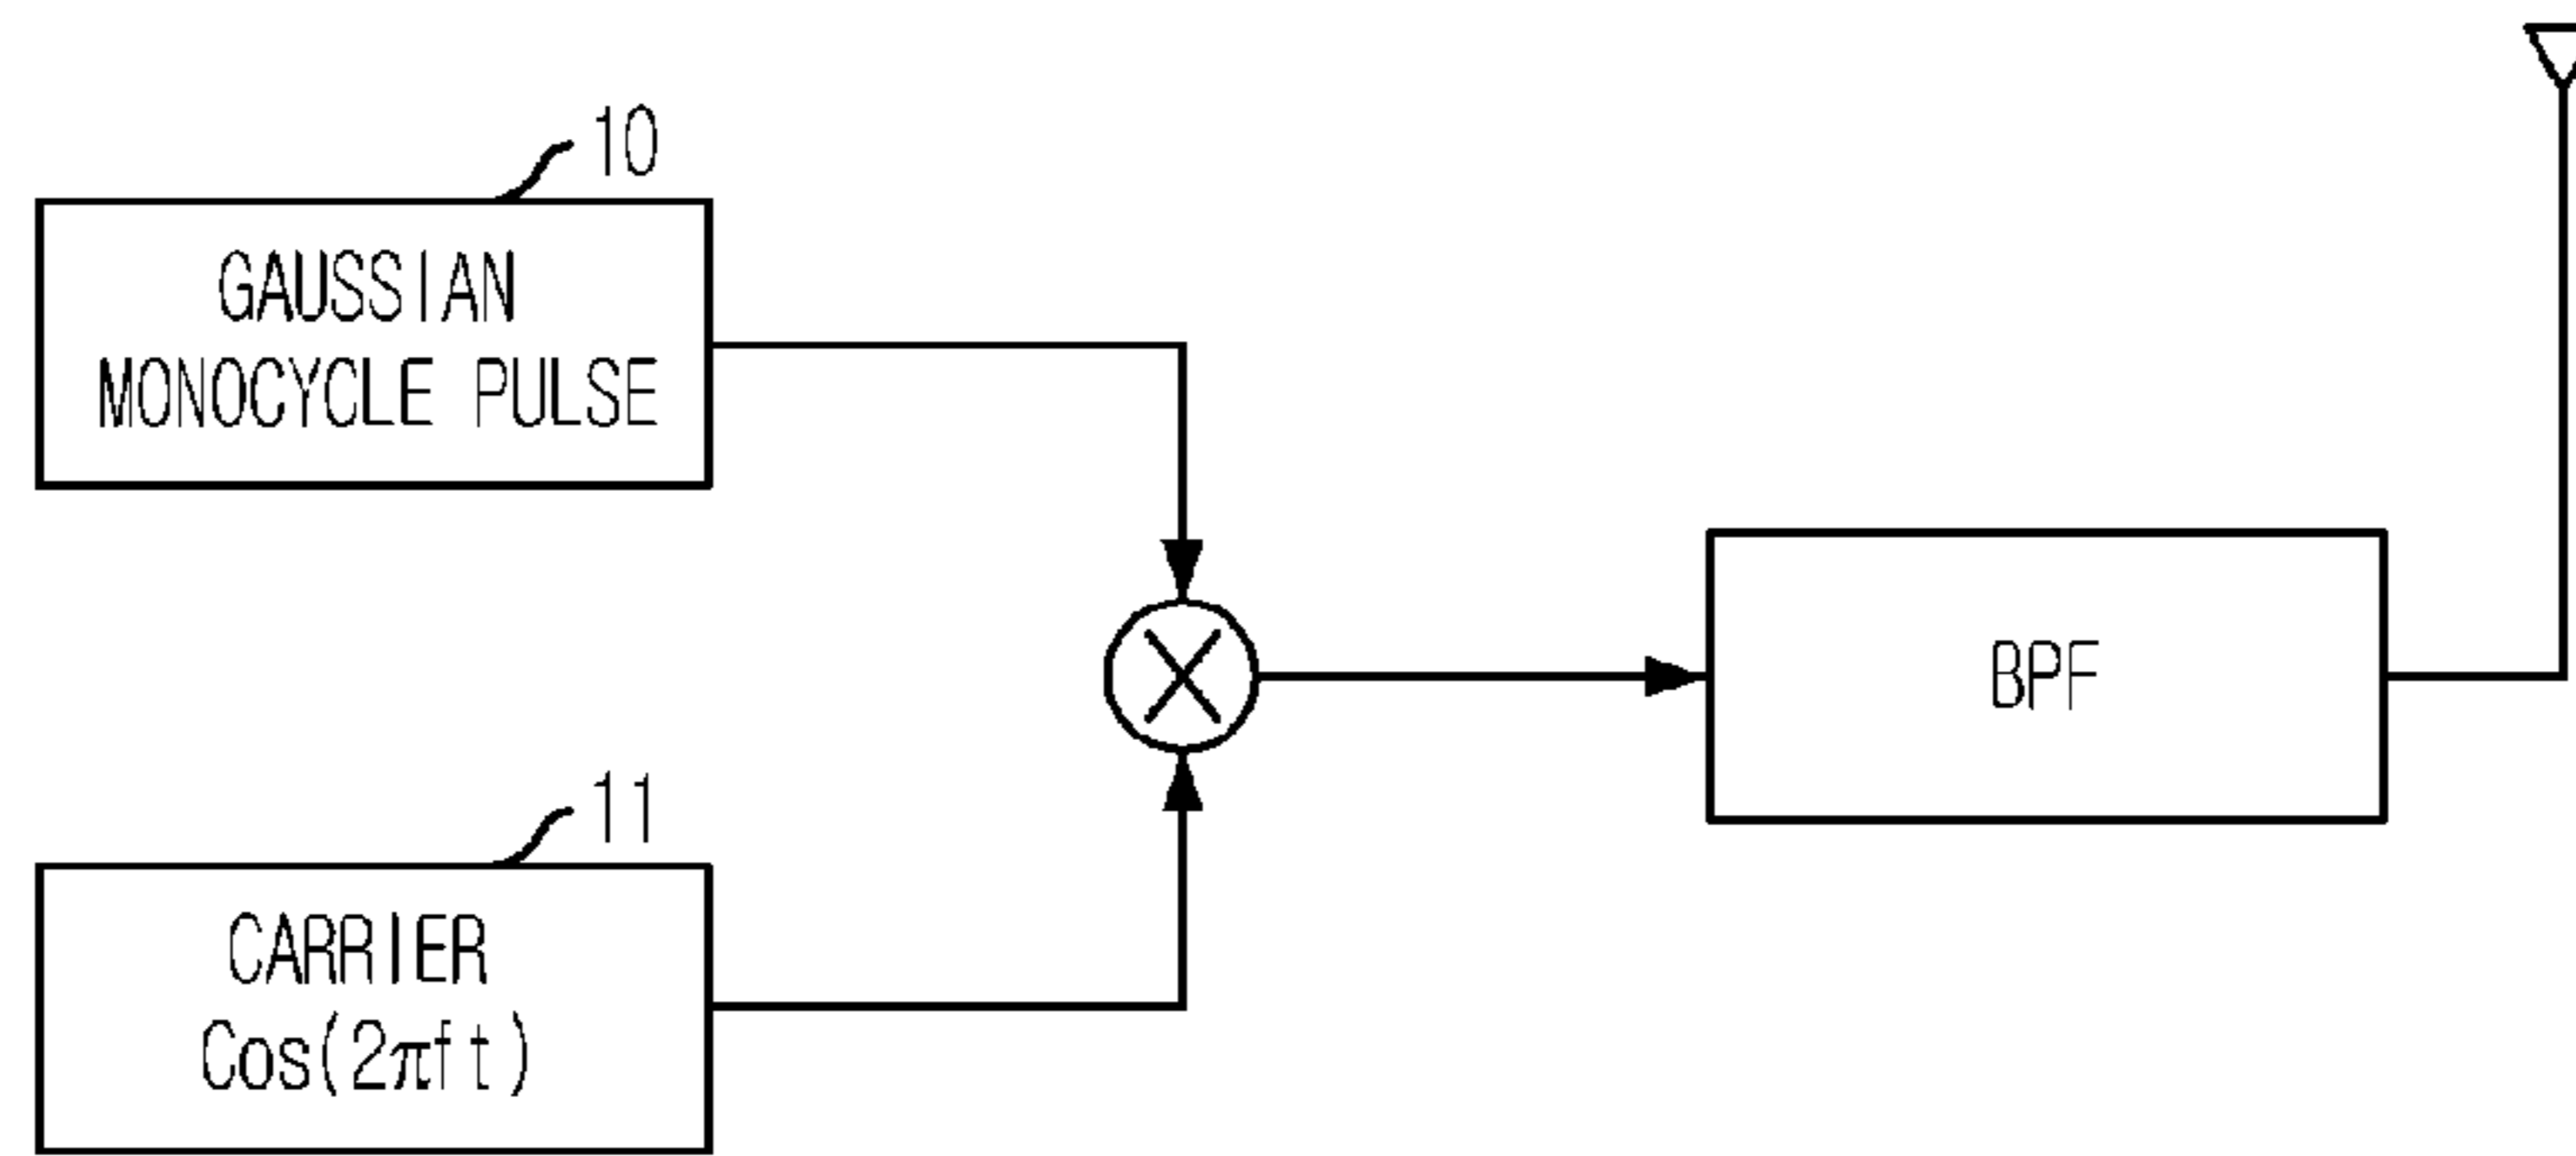 10
GAUSSIAN
MONOCYCLE PULSE
BPF
11
CARRIER
Cos(2πft)